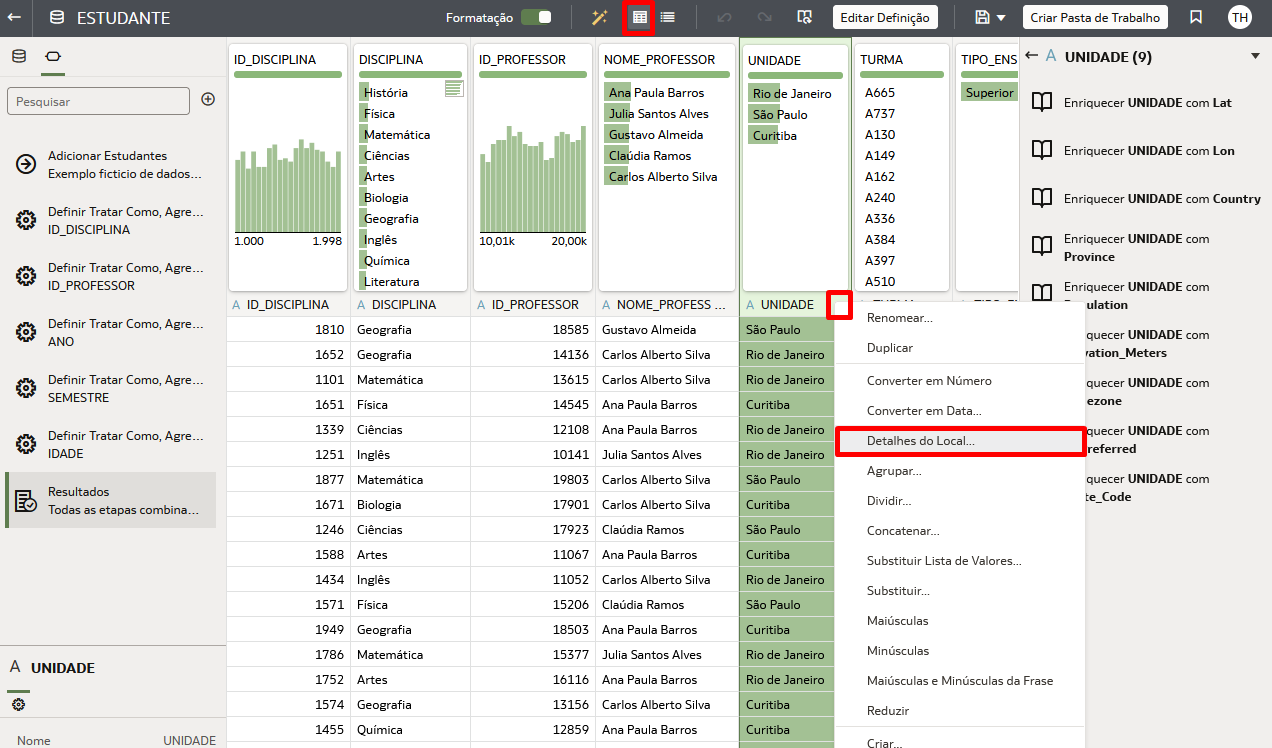 ESTUDANTE
Formatação
Editar Definição
Criar Pasta de Trabalho
TH
Pesquisar
Adicionar Estudantes
Exemplo ficticio de dados...
Definir Tratar Como, Agre...
ID_DISCIPLINA
Definir Tratar Como, Agre...
ID_PROFESSOR
Definir Tratar Como, Agre...
ANO
Definir Tratar Como, Agre...
SEMESTRE
Definir Tratar Como, Agre...
IDADE
Resultados
Todas as etapas combina...
A UNIDADE
Nome UNIDADE
ID_DISCIPLINA
1.000 1.998
DISCIPLINA
História
Física
Matemática
Ciências
Artes
Biologia
Geografia
Inglês
Química
Literatura
ID_PROFESSOR
10,01k 20,00k
NOME_PROFESSOR
Ana Paula Barros
Julia Santos Alves
Gustavo Almeida
Claúdia Ramos
Carlos Alberto Silva
UNIDADE
Rio de Janeiro
São Paulo
Curitiba
TURMA
A665
A737
A130
A149
A162
A240
A336
A384
A397
A510
TIPO_ENS
Superior
A ID_DISCIPLINA A DISCIPLINA A ID_PROFESSOR A NOME_PROFESS ... A UNIDADE
1810 Geografia 18585 Gustavo Almeida São Paulo
1652 Geografia 14136 Carlos Alberto Silva Rio de Janeiro
1101 Matemática 13615 Carlos Alberto Silva Rio de Janeiro
1651 Física 14545 Ana Paula Barros Curitiba
1339 Ciências 12108 Ana Paula Barros Rio de Janeiro
1251 Inglês 10141 Julia Santos Alves Rio de Janeiro
1877 Matemática 19803 Carlos Alberto Silva São Paulo
1671 Biologia 17901 Carlos Alberto Silva Curitiba
1246 Ciências 17923 Claúdia Ramos São Paulo
1588 Artes 11067 Ana Paula Barros Curitiba
1434 Inglês 11052 Carlos Alberto Silva Rio de Janeiro
1571 Física 15206 Claúdia Ramos São Paulo
1949 Geografia 18503 Ana Paula Barros Curitiba
1786 Matemática 15377 Julia Santos Alves Rio de Janeiro
1752 Artes 16116 Ana Paula Barros Rio de Janeiro
1574 Geografia 13156 Carlos Alberto Silva Curitiba
1455 Química 12859 Ana Paula Barros Curitiba
Renomear...
Duplicar
Converter em Número
Converter em Data...
Detalhes do Local...
Agrupar...
Dividir...
Concatenar...
Substituir Lista de Valores...
Substituir...
Maiúsculas
Minúsculas
Maiúsculas e Minúsculas da Frase
Reduzir
Criar...
A UNIDADE (9)
Enriquecer UNIDADE com Lat
Enriquecer UNIDADE com Lon
Enriquecer UNIDADE com Country
Enriquecer UNIDADE com
Province
Enriquecer UNIDADE com
pulation
quecer UNIDADE com
vation_Meters
quecer UNIDADE com
ezone
quecer UNIDADE com
referred
quecer UNIDADE com
te_Code